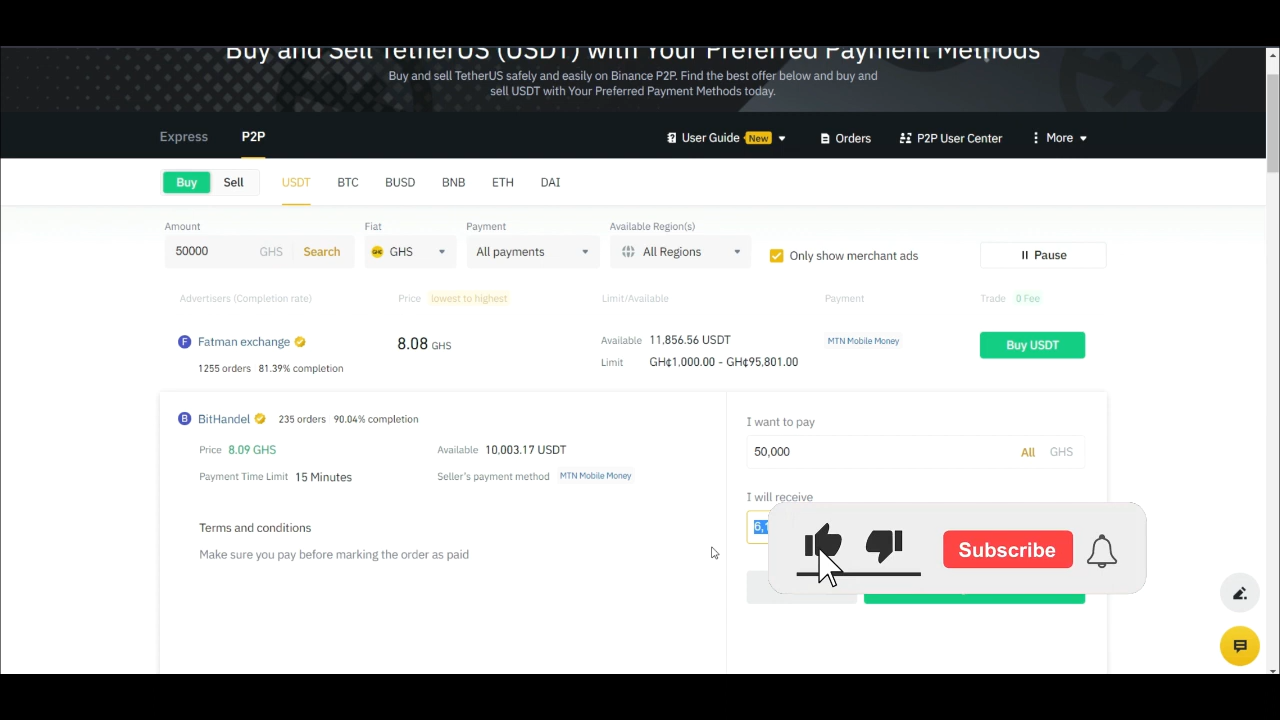 Buy and Sell TetherUS (USDT) with Your Preferred Payment Methods
Buy and sell TetherUS safely and easily on Binance P2P. Find the best offer below and buy and
sell USDT with Your Preferred Payment Methods today.
Express P2P User Guide New Orders P2P User Center More
Buy Sell USDT BTC BUSD BNB ETH DAI
Amount Fiat Payment Available Region(s)
50000 GHS Search GHS All payments All Regions Only show merchant ads Pause
Advertisers (Completion rate) Price lowest to highest Limit/Available Payment Trade 0 Fee
F Fatman exchange 8.08 GHS Available 11,856.56 USDT MTN Mobile Money Buy USDT
1255 orders 81.39% completion Limit GH₵1,000.00 - GH₵95,801.00
B BitHandel 235 orders 90.04% completion
Price 8.09 GHS Available 10,003.17 USDT
Payment Time Limit 15 Minutes Seller's payment method MTN Mobile Money
Terms and conditions
Make sure you pay before marking the order as paid
I want to pay
50,000 All GHS
I will receive
Subscribe